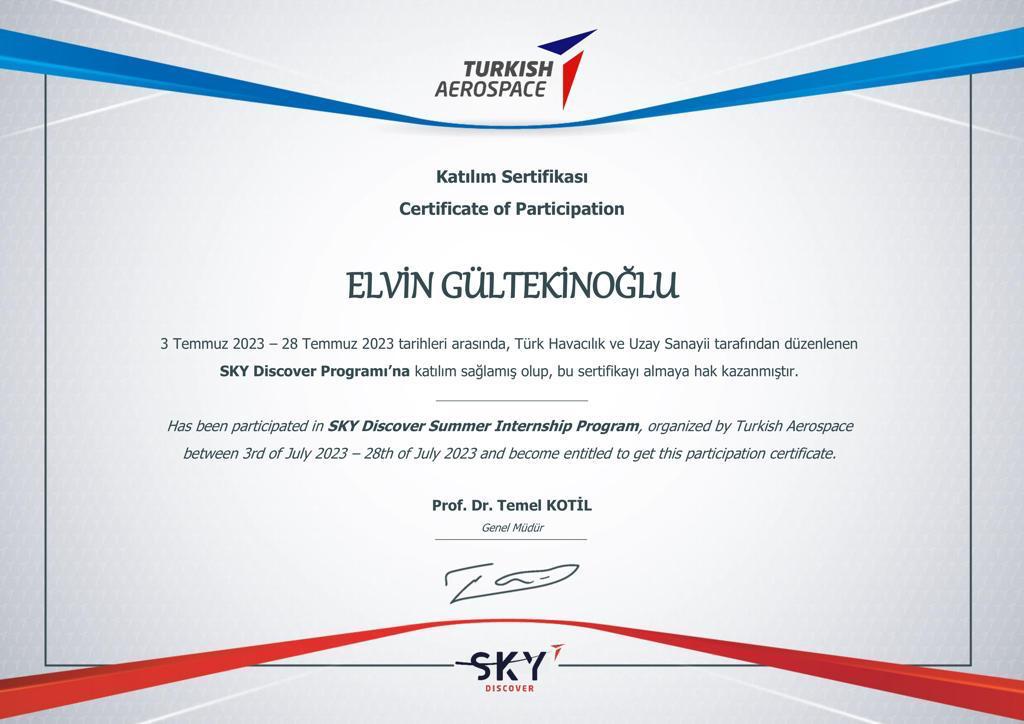 TURKISH
AEROSPACE
Katılım Sertifikası
Certificate of Participation
ELVİN GÜLTEKİNOĞLU
3 Temmuz 2023 – 28 Temmuz 2023 tarihleri arasında, Türk Havacılık ve Uzay Sanayii tarafından düzenlenen
SKY Discover Programı’na katılım sağlamış olup, bu sertifikayı almaya hak kazanmıştır.
Has been participated in SKY Discover Summer Internship Program, organized by Turkish Aerospace
between 3rd of July 2023 – 28th of July 2023 and become entitled to get this participation certificate.
Prof. Dr. Temel KOTİL
Genel Müdür
SKY
DISCOVER